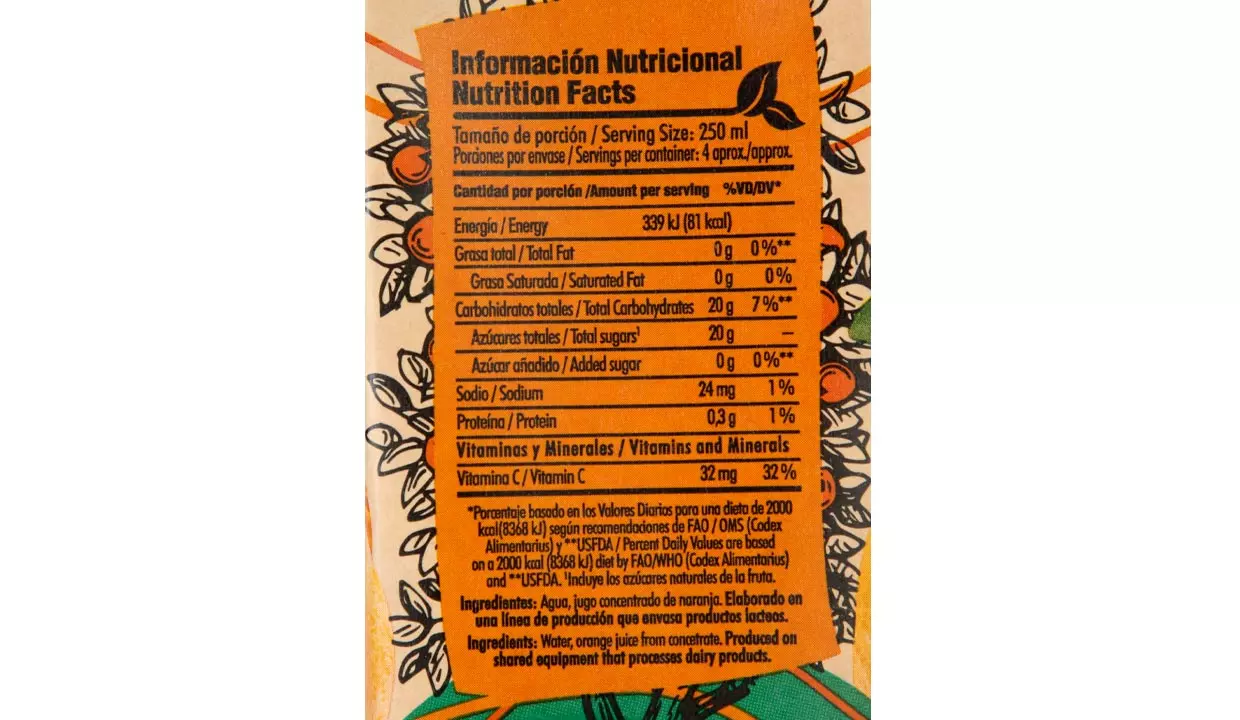 Información Nutricional
Nutrition Facts
Tamaño de porción / Serving Size: 250 ml
Porciones por envase / Servings per container: 4 aprox./approx.
Cantidad por porción /Amount per serving %VD/DV*
Energía / Energy 339 kJ (81 kcal)
Grasa total / Total Fat 0 g 0%**
Grasa Saturada / Saturated Fat 0 g 0%
Carbohidratos totales / Total Carbohydrates 20 g 7%**
Azúcares totales / Total sugars¹ 20 g –
Azúcar añadido / Added sugar 0 g 0%**
Sodio / Sodium 24 mg 1%
Proteína / Protein 0,3 g 1%
Vitaminas y Minerales / Vitamins and Minerals
Vitamina C / Vitamin C 32 mg 32%
*Porcentaje basado en los Valores Diarios para una dieta de 2000
kcal(8368 kJ) según recomendaciones de FAO / OMS (Codex
Alimentarius) y **USFDA / Percent Daily Values are based
on a 2000 kcal (8368 kJ) diet by FAO/WHO (Codex Alimentarius)
and **USFDA. ¹Incluye los azúcares naturales de la fruta.
Ingredientes: Agua, jugo concentrado de naranja. Elaborado en
una línea de producción que envasa productos lacteos.
Ingredients: Water, orange juice from concetrate. Produced on
shared equipment that processes dairy products.